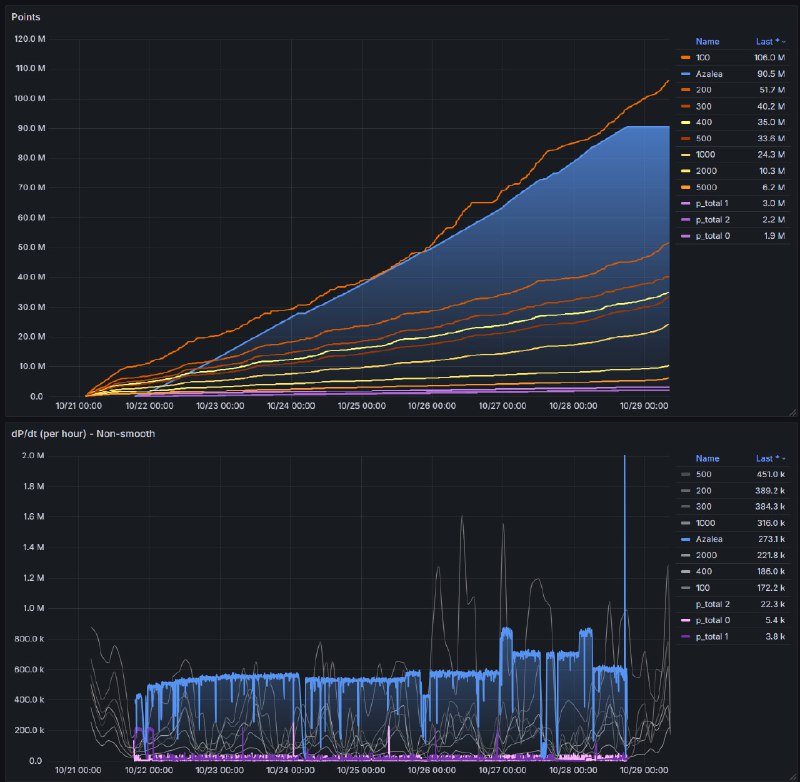 Points
120.0 M
110.0 M
100.0 M
90.0 M
80.0 M
70.0 M
60.0 M
50.0 M
40.0 M
30.0 M
20.0 M
10.0 M
0.0
10/21 00:00 10/22 00:00 10/23 00:00 10/24 00:00 10/25 00:00 10/26 00:00 10/27 00:00 10/28 00:00 10/29 00:00
Name Last *
100 106.0 M
Azalea 90.5 M
200 51.7 M
300 40.2 M
400 35.0 M
500 33.6 M
1000 24.3 M
2000 10.3 M
5000 6.2 M
p_total 1 3.0 M
p_total 2 2.2 M
p_total 0 1.9 M
dP/dt (per hour) - Non-smooth
2.0 M
1.8 M
1.6 M
1.4 M
1.2 M
1.0 M
800.0 k
600.0 k
400.0 k
200.0 k
0.0
10/21 00:00 10/22 00:00 10/23 00:00 10/24 00:00 10/25 00:00 10/26 00:00 10/27 00:00 10/28 00:00 10/29 00:00
Name Last *
500 451.0 k
200 389.2 k
300 384.3 k
1000 316.0 k
Azalea 273.1 k
2000 221.8 k
400 186.0 k
100 172.2 k
p_total 2 22.3 k
p_total 0 5.4 k
p_total 1 3.8 k